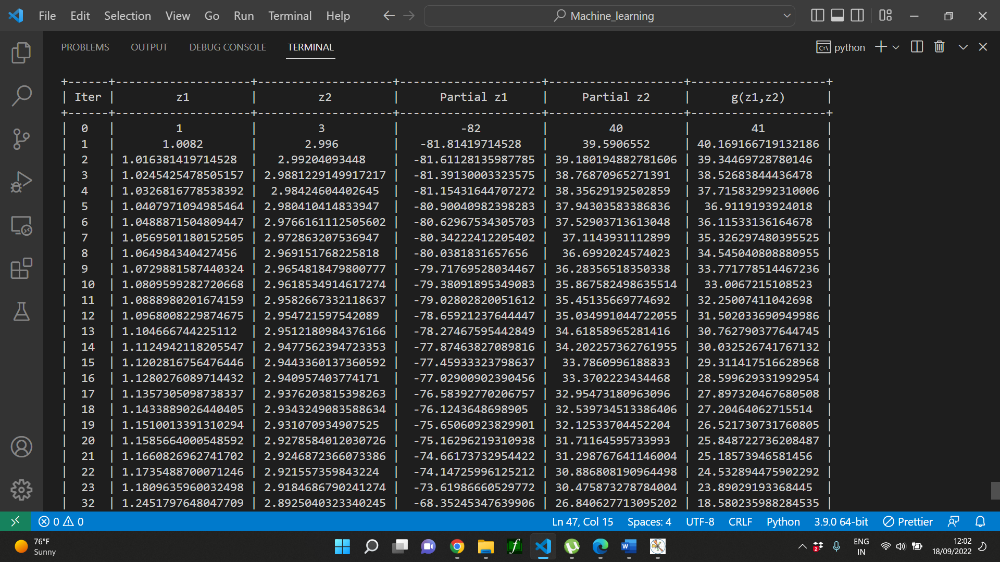 File Edit Selection View Go Run Terminal Help Machine_learning
PROBLEMS OUTPUT DEBUG CONSOLE TERMINAL python
+------+--------------------+--------------------+---------------------+--------------------+--------------------+
| Iter | z1 | z2 | Partial z1 | Partial z2 | g(z1,z2) |
+------+--------------------+--------------------+---------------------+--------------------+--------------------+
| 0 | 1 | 3 | -82 | 40 | 41 |
| 1 | 1.0082 | 2.996 | -81.81419714528 | 39.5906552 | 40.169166719132186 |
| 2 | 1.016381419714528 | 2.99204093448 | -81.61128135987785 | 39.180194882781606 | 39.34469728780146 |
| 3 | 1.0245425478505157 | 2.9881229149917217 | -81.39130003323575 | 38.76870965271391 | 38.52683844436478 |
| 4 | 1.0326816778538392 | 2.98424604402645 | -81.15431644707272 | 38.35629192502859 | 37.715832992310006 |
| 5 | 1.0407971094985464 | 2.980410414833947 | -80.90040982398283 | 37.94303583386836 | 36.9119193924018 |
| 6 | 1.0488871504809447 | 2.9766161112505602 | -80.62967534305703 | 37.52903713613048 | 36.11533136164678 |
| 7 | 1.0569501180152505 | 2.972863207536947 | -80.34222412205402 | 37.1143931112899 | 35.326297480395525 |
| 8 | 1.064984340427456 | 2.969151768225818 | -80.0381831657656 | 36.6992024574023 | 34.545040808880955 |
| 9 | 1.0729881587440324 | 2.9654818479800777 | -79.71769528034467 | 36.28356518350338 | 33.771778514467236 |
| 10 | 1.0809599282720668 | 2.9618534914617274 | -79.38091895349083 | 35.867582498635514 | 33.0067215108523 |
| 11 | 1.0888980201674159 | 2.9582667332118637 | -79.02802820051612 | 35.45135669774692 | 32.25007411042698 |
| 12 | 1.0968008229874675 | 2.954721597542089 | -78.65921237644447 | 35.034991044722055 | 31.502033690949986 |
| 13 | 1.104666744225112 | 2.9512180984376166 | -78.27467595442849 | 34.61858965281416 | 30.762790377644745 |
| 14 | 1.1124942118205547 | 2.9477562394723353 | -77.87463827089816 | 34.202257362761955 | 30.032526741767132 |
| 15 | 1.1202816756476446 | 2.9443360137360592 | -77.45933323798637 | 33.7860996188833 | 29.311417516628968 |
| 16 | 1.1280276089714432 | 2.940957403774171 | -77.02900902390456 | 33.3702223434468 | 28.599629331992954 |
| 17 | 1.1357305098738337 | 2.9376203815398263 | -76.58392770206757 | 32.95473180963096 | 27.897320467680508 |
| 18 | 1.1433889026440405 | 2.9343249083588634 | -76.1243648698905 | 32.539734513386406 | 27.20464062715514 |
| 19 | 1.1510013391310294 | 2.931070934907525 | -75.65060923829901 | 32.12533704452204 | 26.521730731760805 |
| 20 | 1.1585664000548592 | 2.9278584012030726 | -75.16296219310938 | 31.71164595733993 | 25.848722736208487 |
| 21 | 1.1660826962741702 | 2.9246872366073386 | -74.66173732954422 | 31.298767641146004 | 25.18573946581456 |
| 22 | 1.1735488700071246 | 2.921557359843224 | -74.14725996125212 | 30.886808190964498 | 24.532894475902292 |
| 23 | 1.1809635960032498 | 2.9184686790241274 | -73.61986660529772 | 30.475873278784004 | 23.89029193368445 |
| 32 | 1.2451797648047709 | 2.8925040323340245 | -68.35245347639906 | 26.840627713095202 | 18.580235988284535 |
0 0 Ln 47, Col 15 Spaces: 4 UTF-8 CRLF Python 3.9.0 64-bit Prettier
76°F
Sunny
2
ENG
IN
12:02
18/09/2022